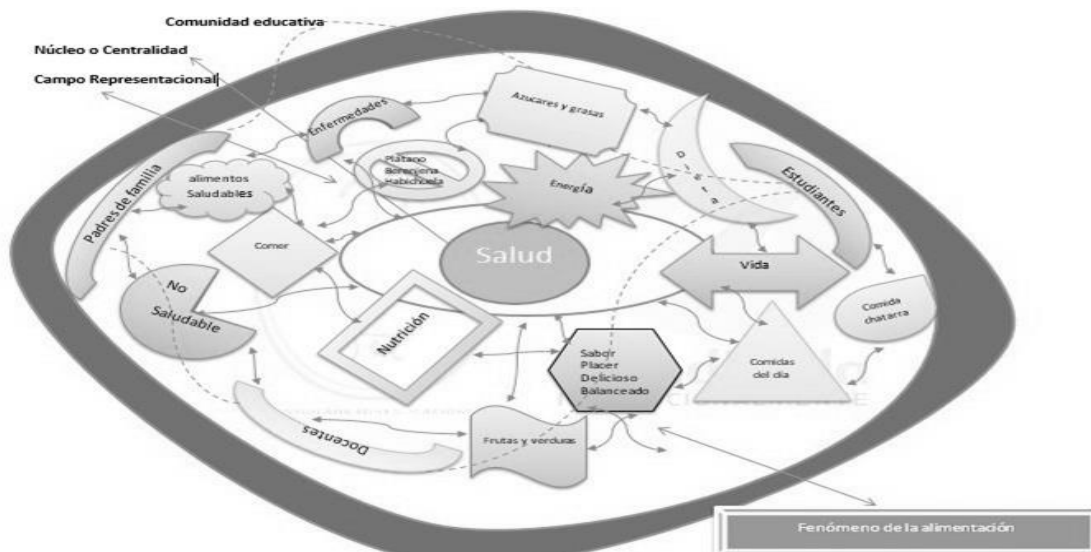 Comunidad educativa
Núcleo o Centralidad
Campo Representacional
Enfermedades
Azucares y grasas
Padres de familia
alimentos
Saludables
Plátano
Berenjena
Habichuela
Energía
Dieta
Estudiantes
Comer
Salud
Vida
No
Saludable
Nutrición
Comida
chatarra
Sabor
Placer
Delicioso
Balanceado
Comidas
del día
Docentes
Frutas y verduras
Fenómeno de la alimentación